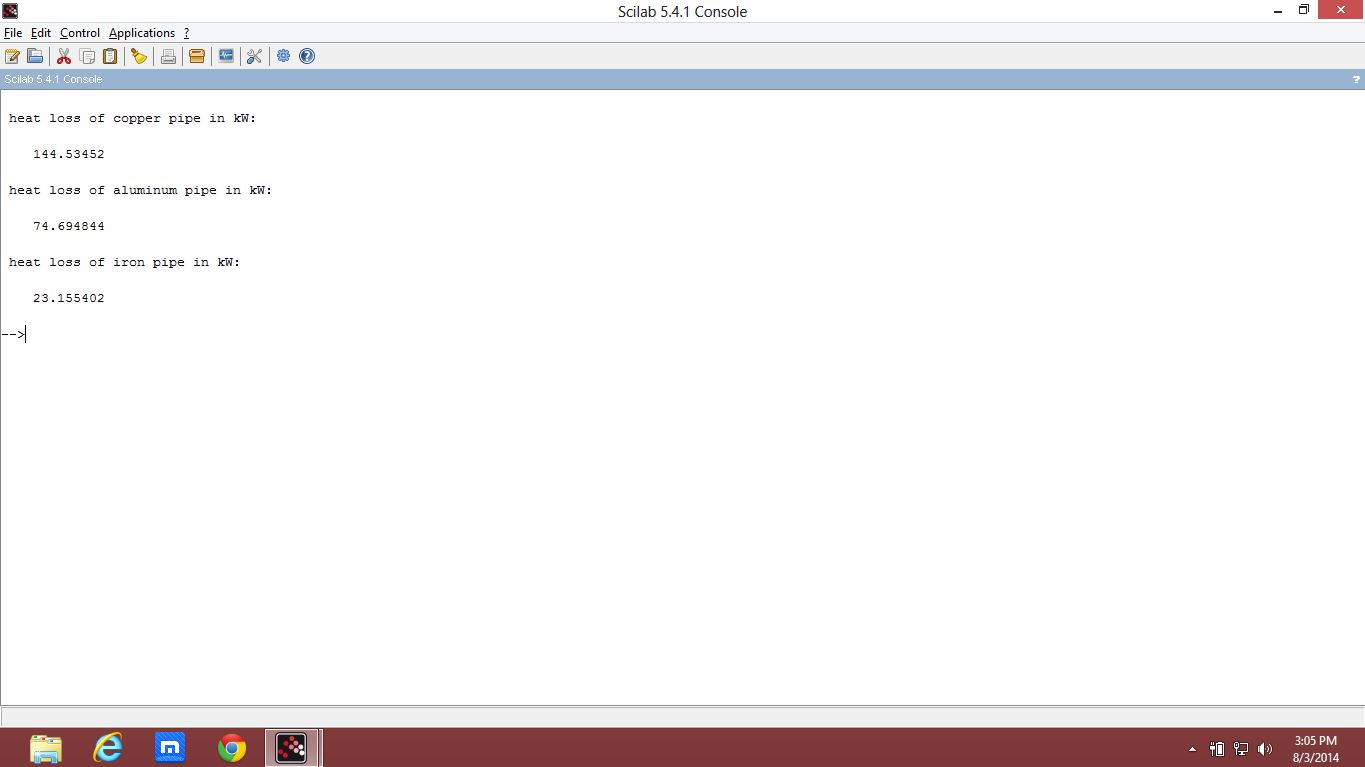 Scilab 5.4.1 Console
File Edit Control Applications ?
Scilab 5.4.1 Console ?
heat loss of copper pipe in kW:
144.53452
heat loss of aluminum pipe in kW:
74.694844
heat loss of iron pipe in kW:
23.155402
-->
3:05 PM
8/3/2014